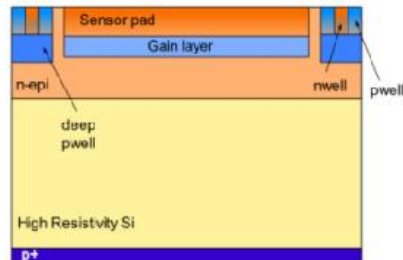 Sensor pad
Gain layer
n-epi
nwell
pwell
deep
pwell
High Resistivity Si
p+